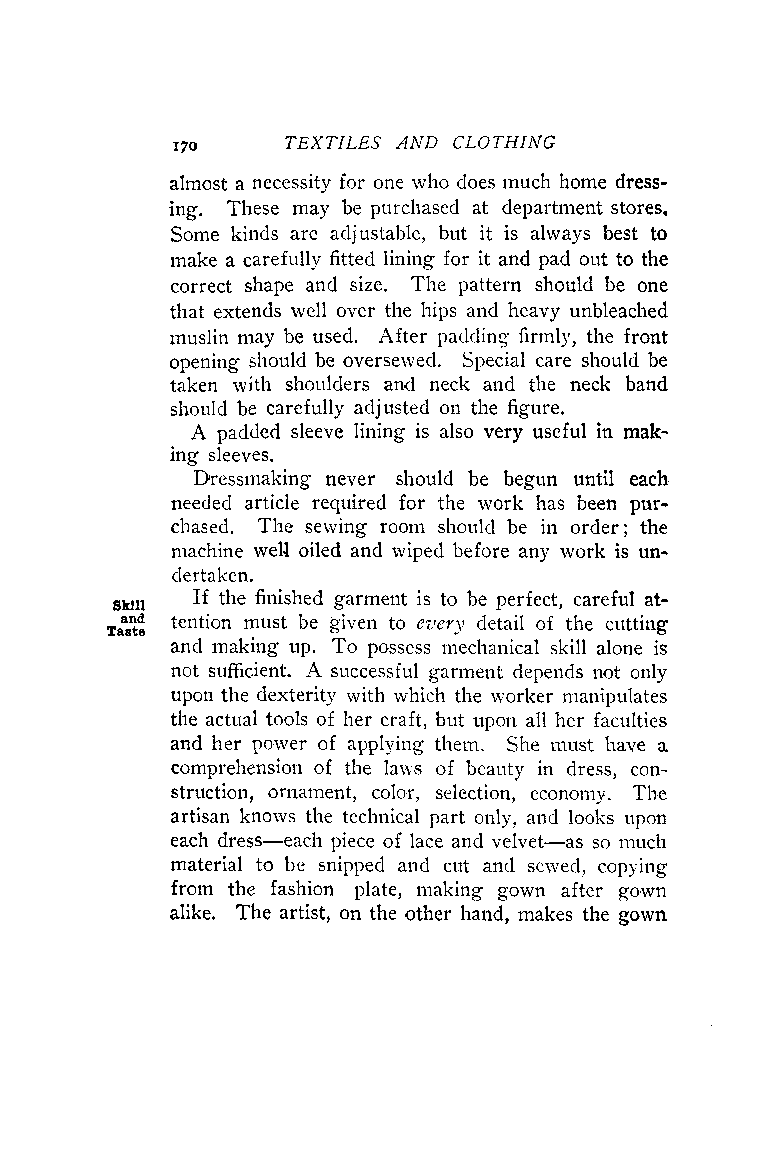 170 TEXTILES AND CLOTHING
almost a necessity for one who does much home dress-
ing. These may be purchased at department stores.
Some kinds are adjustable, but it is always best to
make a carefully fitted lining for it and pad out to the
correct shape and size. The pattern should be one
that extends well over the hips and heavy unbleached
muslin may be used. After padding firmly, the front
opening should be oversewed. Special care should be
taken with shoulders and neck and the neck band
should be carefully adjusted on the figure.
A padded sleeve lining is also very useful in mak-
ing sleeves.
Dressmaking never should be begun until each
needed article required for the work has been pur-
chased. The sewing room should be in order; the
machine well oiled and wiped before any work is un-
dertaken.
Skill
and
Taste
If the finished garment is to be perfect, careful at-
tention must be given to every detail of the cutting
and making up. To possess mechanical skill alone is
not sufficient. A successful garment depends not only
upon the dexterity with which the worker manipulates
the actual tools of her craft, but upon all her faculties
and her power of applying them. She must have a
comprehension of the laws of beauty in dress, con-
struction, ornament, color, selection, economy. The
artisan knows the technical part only, and looks upon
each dress—each piece of lace and velvet—as so much
material to be snipped and cut and sewed, copying
from the fashion plate, making gown after gown
alike. The artist, on the other hand, makes the gown